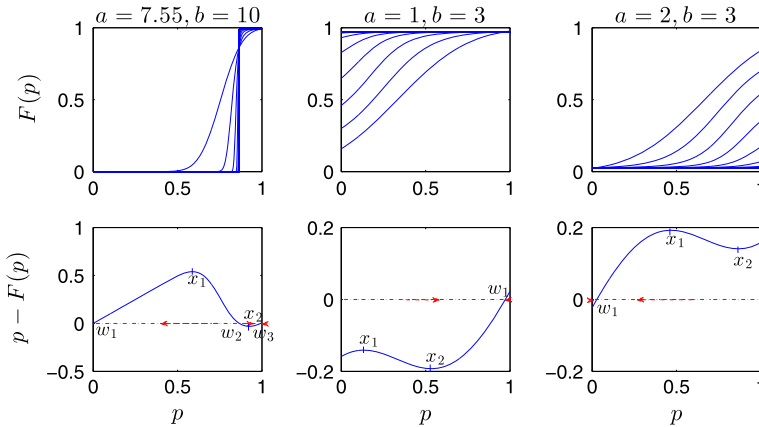 a = 7.55, b = 10
a = 1, b = 3
a = 2, b = 3
F(p)
1
0.5
0
0 0.5 1
1
0.5
0
0 0.5 1
1
0.5
0
0 0.5 1
p − F(p)
1
0.5
0
−0.5
w₁
x₁
w₂
x₂
w₃
0 0.5 1
p
0.2
0
−0.2
x₁
x₂
w₁
0 0.5 1
p
0.2
0
−0.2
w₁
x₁
x₂
0 0.5 1
p